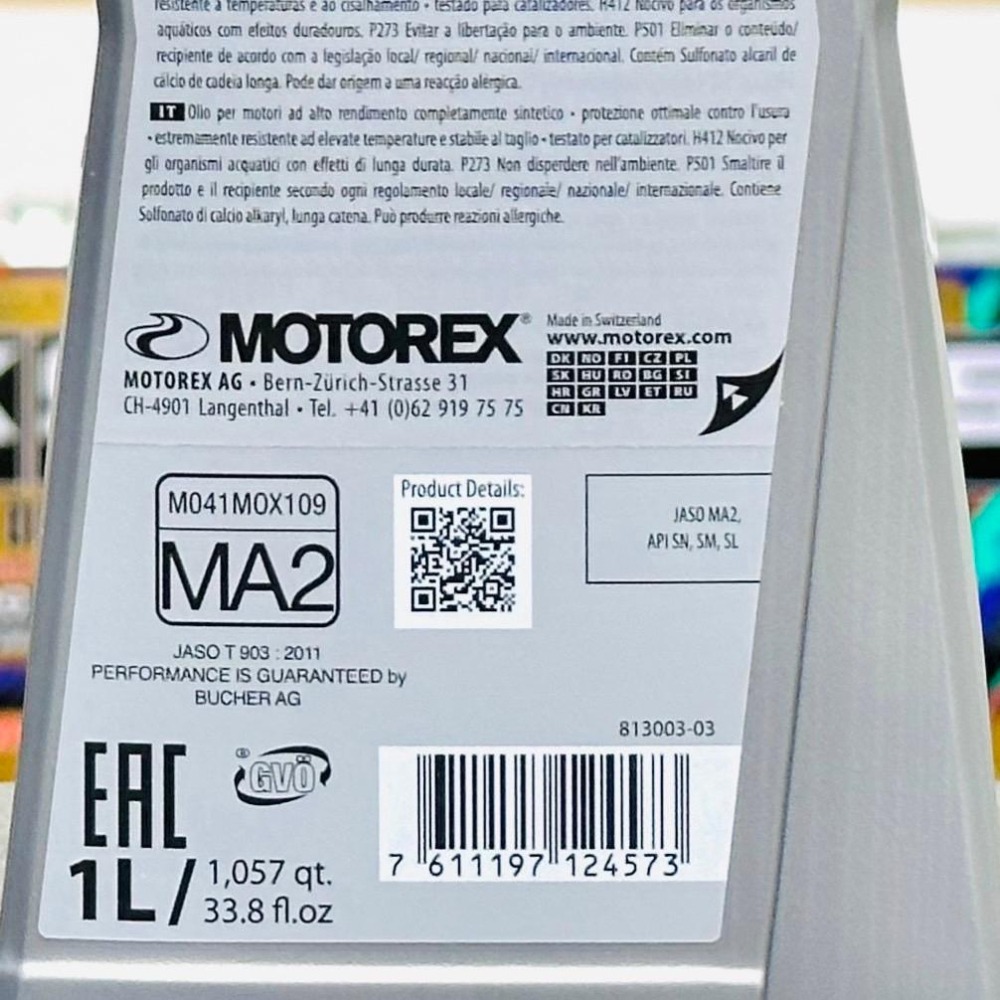 resistente a temperaturas e ao cisalhamento • testado para catalizadores. H412 Nocivo para os organismos
aquáticos com efeitos duradouros. P273 Evitar a libertação para o ambiente. P501 Eliminar o conteúdo/
recipiente de acordo com a legislação local/ regional/ nacional/ internacional. Contém Sulfonato alcaril de
cálcio de cadeia longa. Pode dar origem a uma reacção alérgica.
IT Olio per motori ad alto rendimento completamente sintetico • protezione ottimale contro l'usura
• estremamente resistente ad elevate temperature e stabile al taglio • testato per catalizzatori. H412 Nocivo per
gli organismi acquatici con effetti di lunga durata. P273 Non disperdere nell'ambiente. P501 Smaltire il
prodotto e il recipiente secondo ogni regolamento locale/ regionale/ nazionale/ internazionale. Contiene
Solfonato di calcio alkaryl, lunga catena. Può produrre reazioni allergiche.
MOTOREX®
MOTOREX AG • Bern-Zürich-Strasse 31
CH-4901 Langenthal • Tel. +41 (0)62 919 75 75
Made in Switzerland
www.motorex.com
DK NO FI CZ PL
SK HU RO BG SI
HR GR LV ET RU
CN KR
M041MOX109
MA2
JASO T 903 : 2011
PERFORMANCE IS GUARANTEED by
BUCHER AG
Product Details:
JASO MA2,
API SN, SM, SL
813003-03
EAC
® GVÖ
7 611197 124573
1L/ 1,057 qt.
33.8 fl.oz